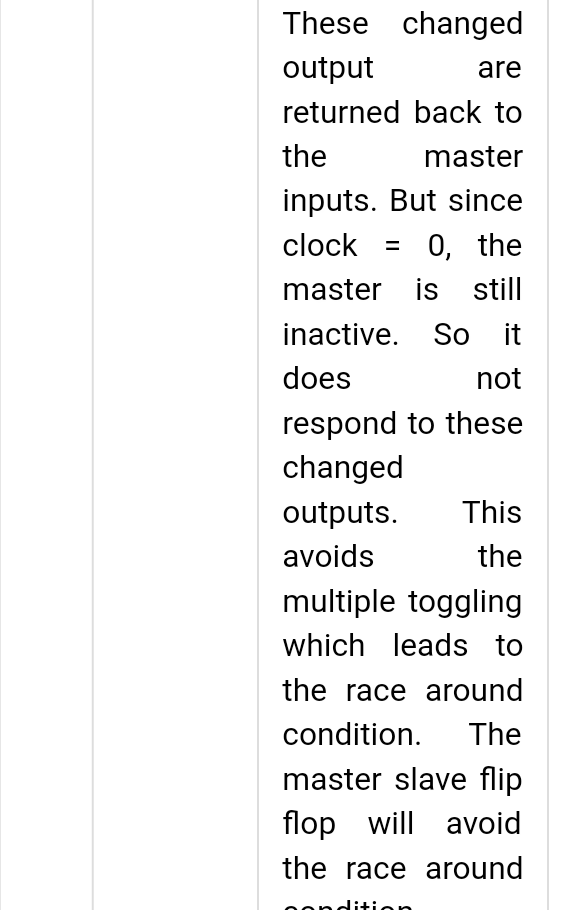 These changed
output are
returned back to
the master
inputs. But since
clock = 0, the
master is still
inactive. So it
does not
respond to these
changed
outputs. This
avoids the
multiple toggling
which leads to
the race around
condition. The
master slave flip
flop will avoid
the race around
condition